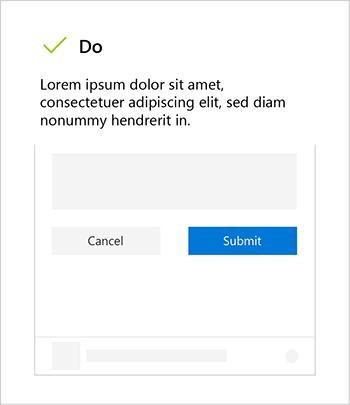 Do
Lorem ipsum dolor sit amet,
consectetuer adipiscing elit, sed diam
nonummy hendrerit in.
Cancel
Submit